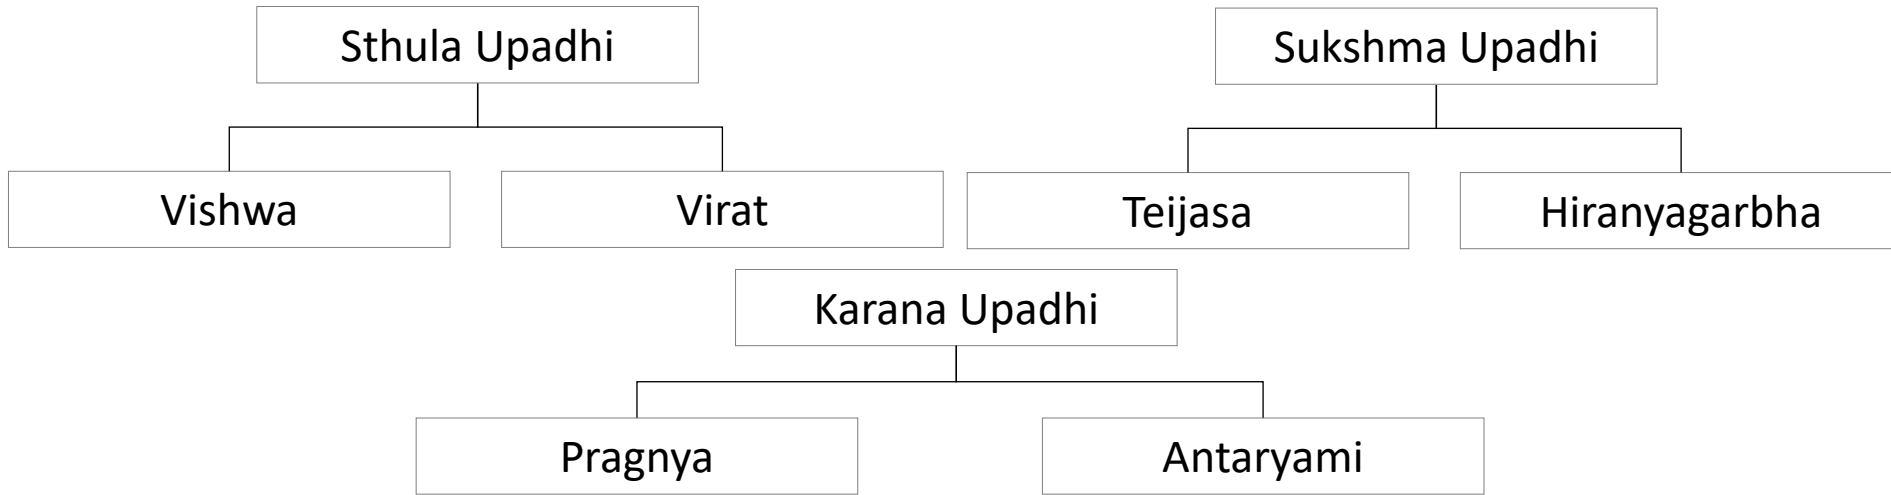 Sthula Upadhi
Vishwa
Virat
Sukshma Upadhi
Teijasa
Hiranyagarbha
Karana Upadhi
Pragnya
Antaryami